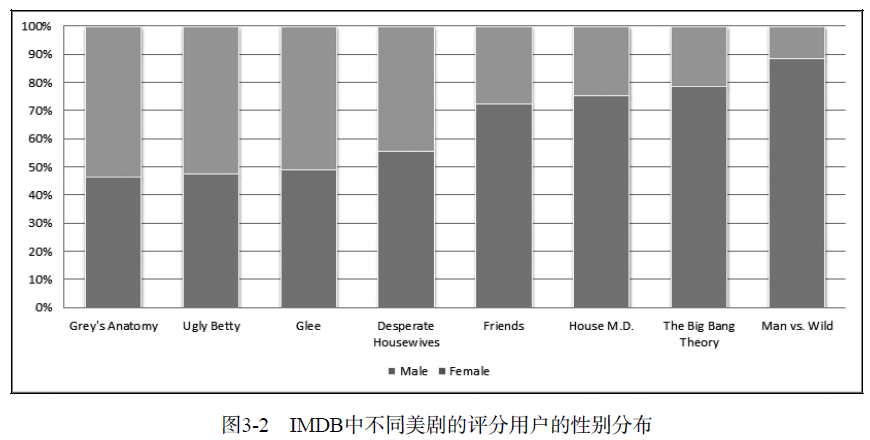 100%
90%
80%
70%
60%
50%
40%
30%
20%
10%
0%
Grey's Anatomy
Ugly Betty
Glee
Desperate
Housewives
Friends
House M.D.
The Big Bang
Theory
Man vs. Wild
Male Female
图3-2 IMDB中不同美剧的评分用户的性别分布